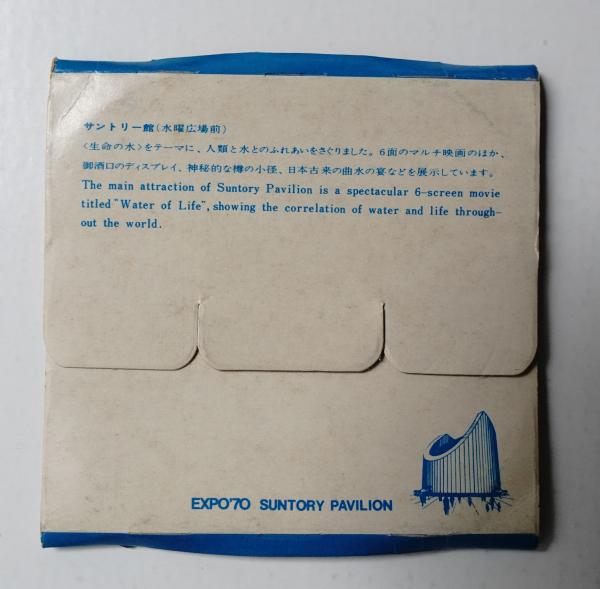 サントリー館(水曜広場前)
〈生命の水〉をテーマに、人類と水とのふれあいをさぐりました。6面のマルチ映画のほか、
御酒口のディスプレイ、神秘的な樽の小径、日本古来の曲水の宴などを展示しています。
The main attraction of Suntory Pavilion is a spectacular 6-screen movie
titled "Water of Life", showing the correlation of water and life through-
out the world.
EXPO'70 SUNTORY PAVILION